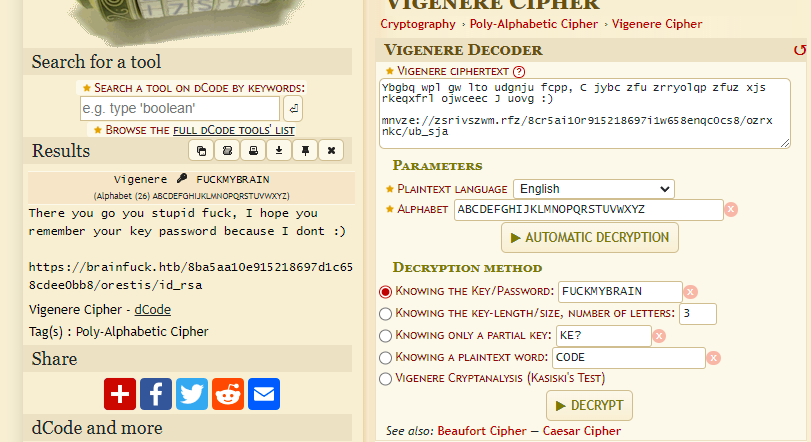 Search for a tool
★ Search a tool on dCode by keywords:
e.g. type 'boolean'
★ Browse the full dCode tools' list
Results
Vigenere FUCKMYBRAIN
(Alphabet (26) ABCDEFGHIJKLMNOPQRSTUVWXYZ)
There you go you stupid fuck, I hope you
remember your key password because I dont :)
https://brainfuck.htb/8ba5aa10e915218697d1c65
8cdee0bb8/orestis/id_rsa
Vigenere Cipher - dCode
Tag(s) : Poly-Alphabetic Cipher
Share
dCode and more
Vigenere Cipher
Cryptography › Poly-Alphabetic Cipher › Vigenere Cipher
Vigenere Decoder
★ Vigenere ciphertext ?
Ybgbq wpl gw lto udgnju fcpp, C jybc zfu zrryolqp zfuz xjs
rkeqxfrl ojwceec J uovg :)
mnvze://zsrivszwm.rfz/8cr5ai10r915218697i1w658enqc0cs8/ozrx
nkc/ub_sja
Parameters
★ Plaintext language English
★ Alphabet ABCDEFGHIJKLMNOPQRSTUVWXYZ
▶ Automatic Decryption
Decryption method
Knowing the Key/Password: FUCKMYBRAIN
Knowing the key-length/size, number of letters: 3
Knowing only a partial key: KE?
Knowing a plaintext word: CODE
Vigenere Cryptanalysis (Kasiski's Test)
▶ Decrypt
See also: Beaufort Cipher — Caesar Cipher